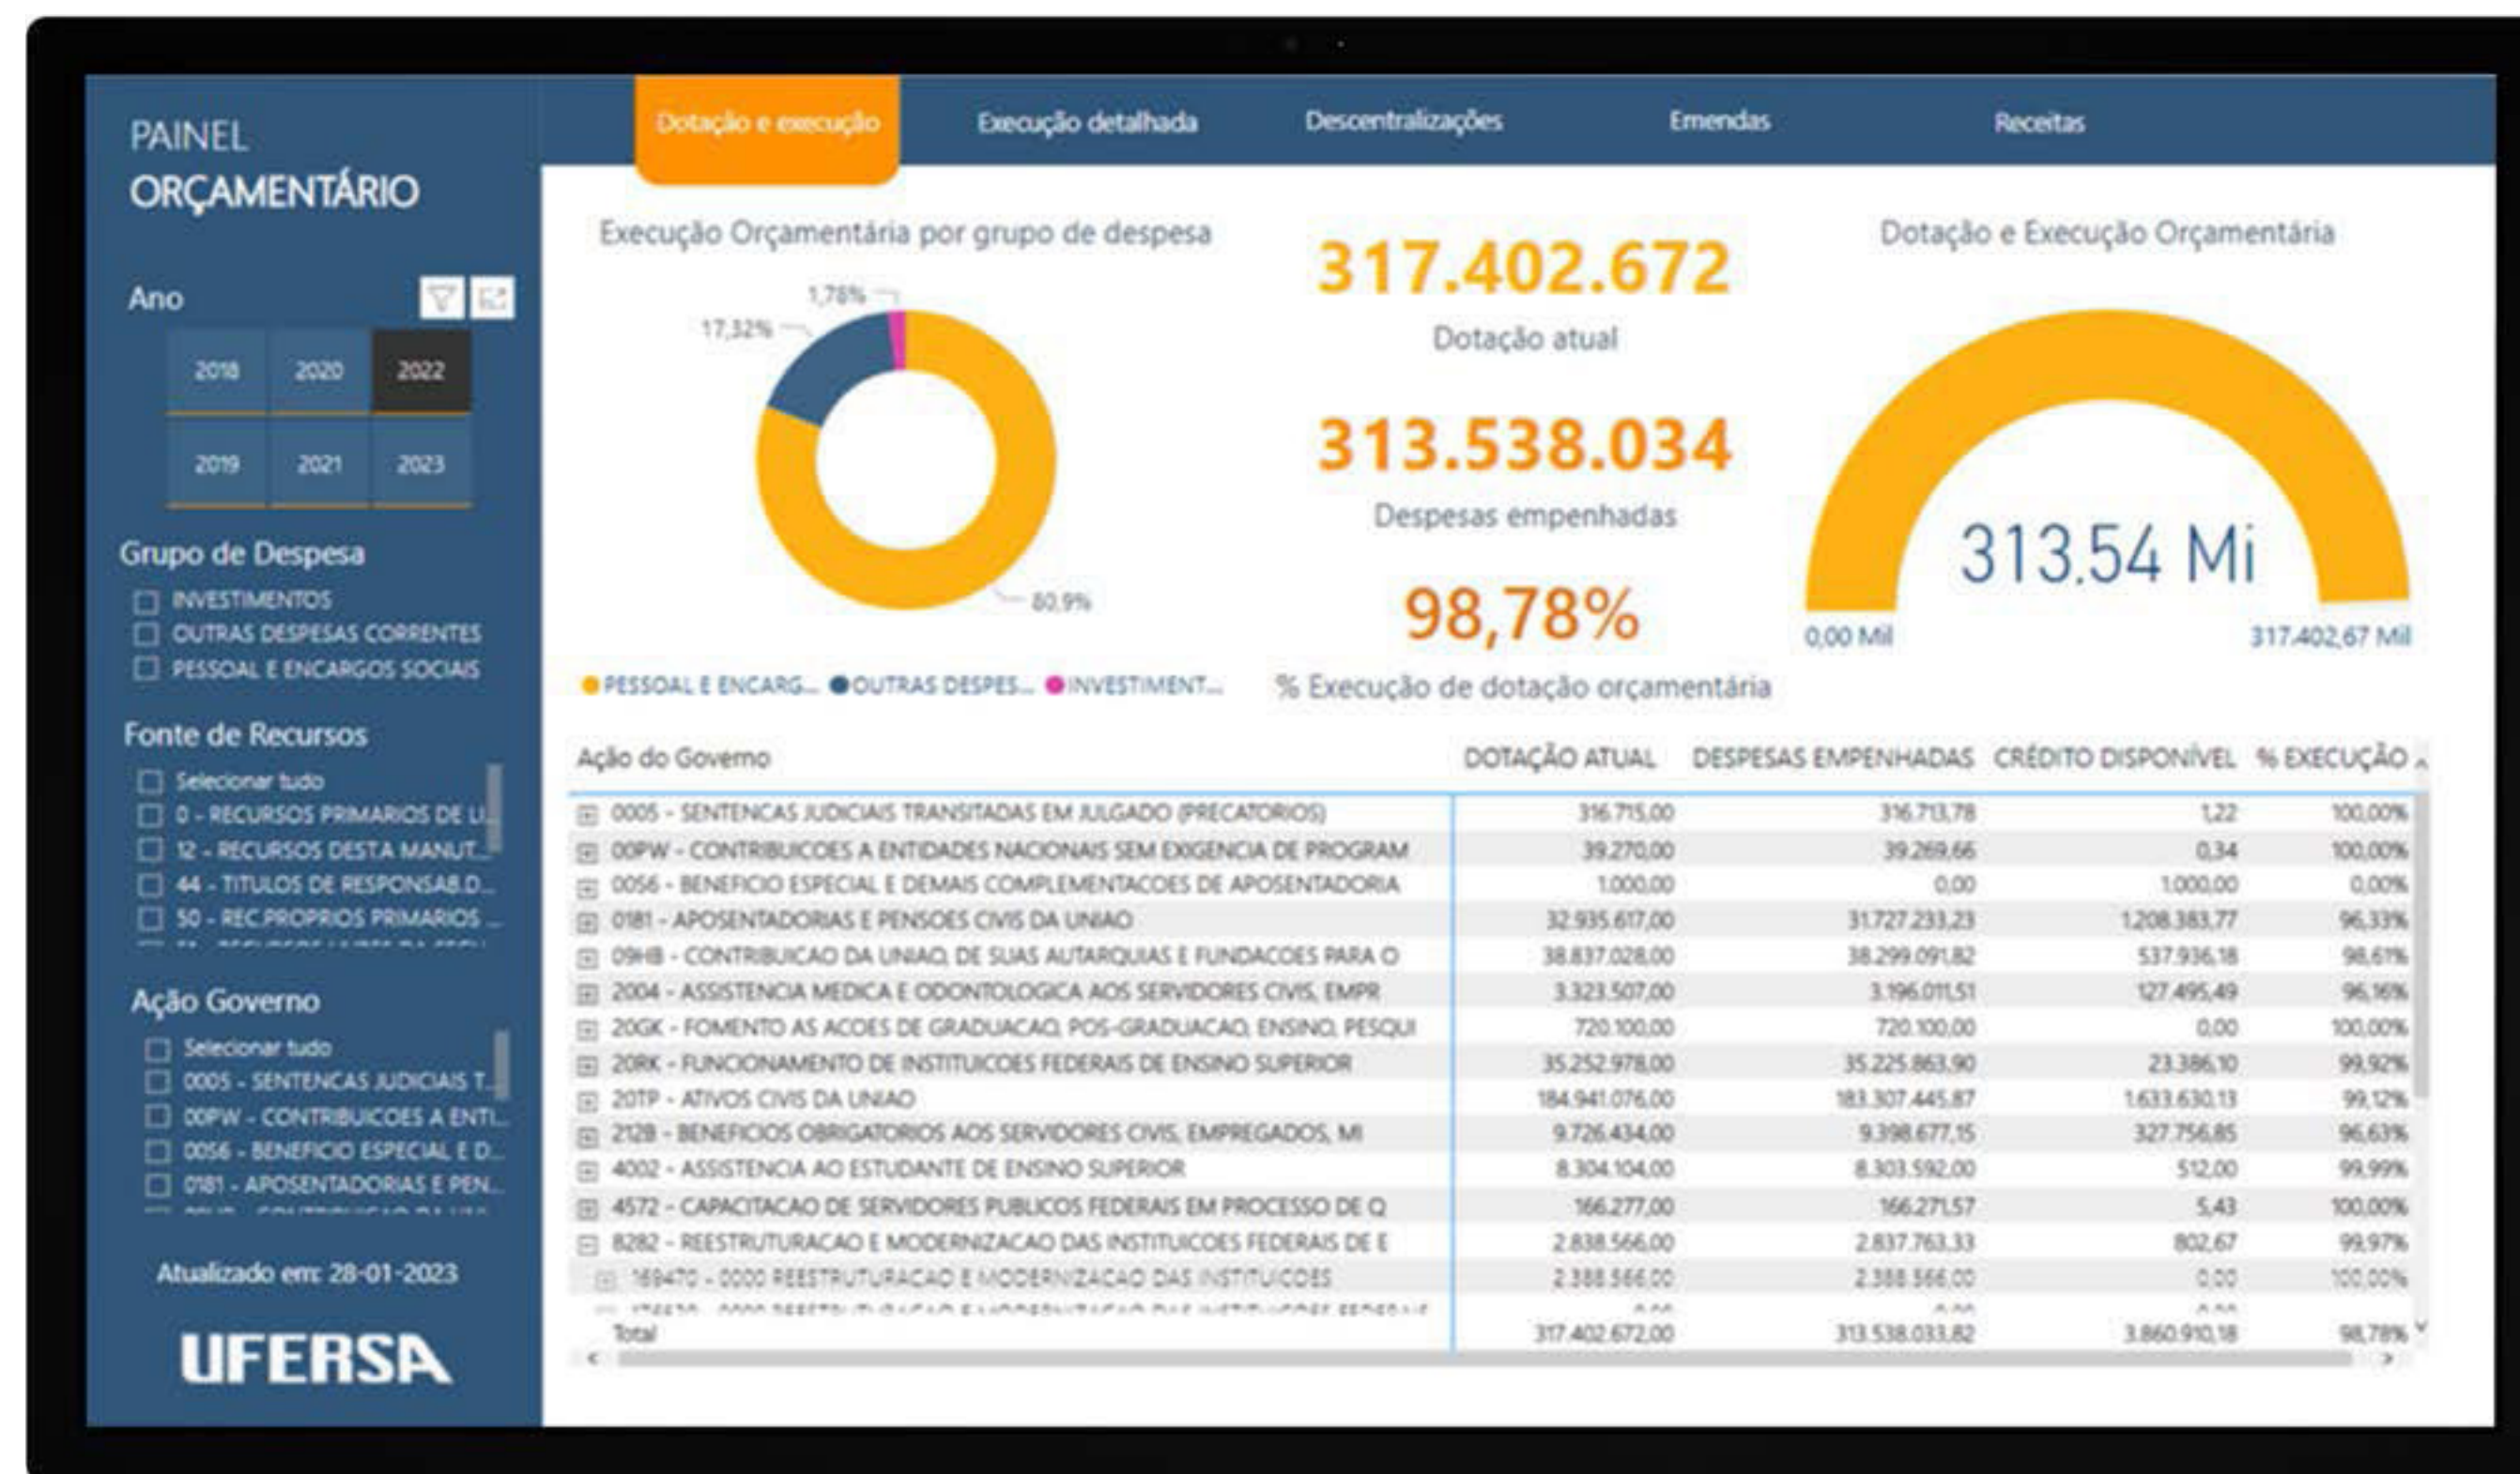 PAINEL
ORÇAMENTÁRIO
Ano
2018 2020 2022
2019 2021 2023
Grupo de Despesa
INVESTIMENTOS
OUTRAS DESPESAS CORRENTES
PESSOAL E ENCARGOS SOCIAIS
Fonte de Recursos
Selecionar tudo
0 - RECURSOS PRIMARIOS DE LI
12 - RECURSOS DESTA MANUT...
44 - TITULOS DE RESPONSAB.D...
50 - REC.PROPRIOS PRIMARIOS ...
Ação Governo
Selecionar tudo
0005 - SENTENCAS JUDICIAIS T...
00PW - CONTRIBUICOES A ENTI...
0056 - BENEFICIO ESPECIAL E D...
0181 - APOSENTADORIAS E PEN...
Atualizado em: 28-01-2023
UFERSA
Dotação e execução Execução detalhada Descentralizações Emendas Receitas
Execução Orçamentária por grupo de despesa
1,78%
17,32%
80,9%
PESSOAL E ENCARG... OUTRAS DESPES... INVESTIMENT...
317.402.672
Dotação atual
313.538.034
Despesas empenhadas
98,78%
% Execução de dotação orçamentária
Dotação e Execução Orçamentária
313,54 Mi
0,00 Mil 317.402,67 Mil
Ação do Governo DOTAÇÃO ATUAL DESPESAS EMPENHADAS CRÉDITO DISPONÍVEL % EXECUÇÃO
0005 - SENTENCAS JUDICIAIS TRANSITADAS EM JULGADO (PRECATORIOS) 316.715,00 316.713,78 1,22 100,00%
00PW - CONTRIBUICOES A ENTIDADES NACIONAIS SEM EXIGENCIA DE PROGRAM 39.270,00 39.269,66 0,34 100,00%
0056 - BENEFICIO ESPECIAL E DEMAIS COMPLEMENTACOES DE APOSENTADORIA 1.000,00 0,00 1.000,00 0,00%
0181 - APOSENTADORIAS E PENSOES CIVIS DA UNIAO 32.935.617,00 31.727.233,23 1.208.383,77 96,33%
09HB - CONTRIBUICAO DA UNIAO, DE SUAS AUTARQUIAS E FUNDACOES PARA O 38.837.028,00 38.299.091,82 537.936,18 98,61%
2004 - ASSISTENCIA MEDICA E ODONTOLOGICA AOS SERVIDORES CIVIS, EMPR 3.323.507,00 3.196.011,51 127.495,49 96,16%
20GK - FOMENTO AS ACOES DE GRADUACAO, POS-GRADUACAO, ENSINO, PESQUI 720.100,00 720.100,00 0,00 100,00%
20RK - FUNCIONAMENTO DE INSTITUICOES FEDERAIS DE ENSINO SUPERIOR 35.252.978,00 35.225.863,90 23.386,10 99,92%
20TP - ATIVOS CIVIS DA UNIAO 184.941.076,00 183.307.445,87 1.633.630,13 99,12%
212B - BENEFICIOS OBRIGATORIOS AOS SERVIDORES CIVIS, EMPREGADOS, MI 9.726.434,00 9.398.677,15 327.756,85 96,63%
4002 - ASSISTENCIA AO ESTUDANTE DE ENSINO SUPERIOR 8.304.104,00 8.303.592,00 512,00 99,99%
4572 - CAPACITACAO DE SERVIDORES PUBLICOS FEDERAIS EM PROCESSO DE Q 166.277,00 166.271,57 5,43 100,00%
8282 - REESTRUTURACAO E MODERNIZACAO DAS INSTITUICOES FEDERAIS DE E 2.838.566,00 2.837.763,33 802,67 99,97%
169470 - 0000 REESTRUTURACAO E MODERNIZACAO DAS INSTITUICOES 2.388.566,00 2.388.566,00 0,00 100,00%
Total 317.402.672,00 313.538.033,82 3.860.910,18 98,78%